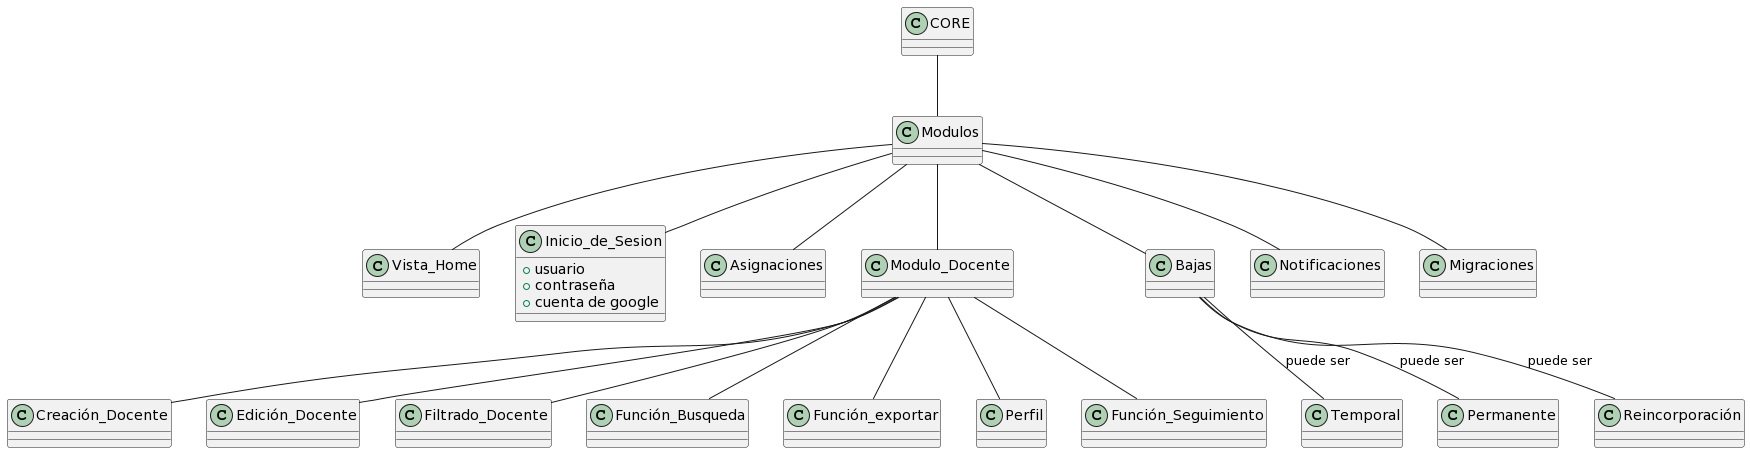 C CORE
C Modulos
C Vista_Home
C Inicio_de_Sesion
usuario
contraseña
cuenta de google
C Asignaciones
C Modulo_Docente
C Bajas
C Notificaciones
C Migraciones
puede ser
puede ser
puede ser
C Creación_Docente
C Edición_Docente
C Filtrado_Docente
C Función_Busqueda
C Función_exportar
C Perfil
C Función_Seguimiento
C Temporal
C Permanente
C Reincorporación